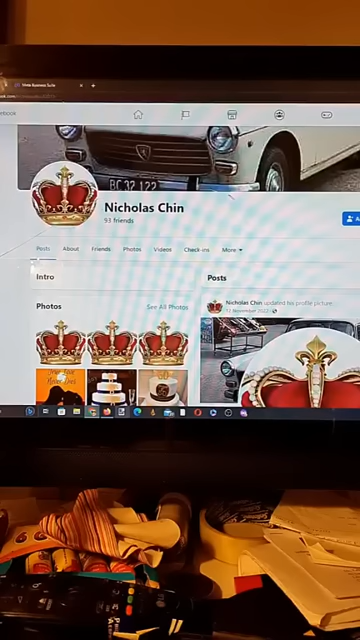 BC 32 122
Nicholas Chin
93 friends
Posts About Friends Photos Videos Check-ins More
Intro
Posts
Photos
See All Photos
Nicholas Chin updated his profile picture.